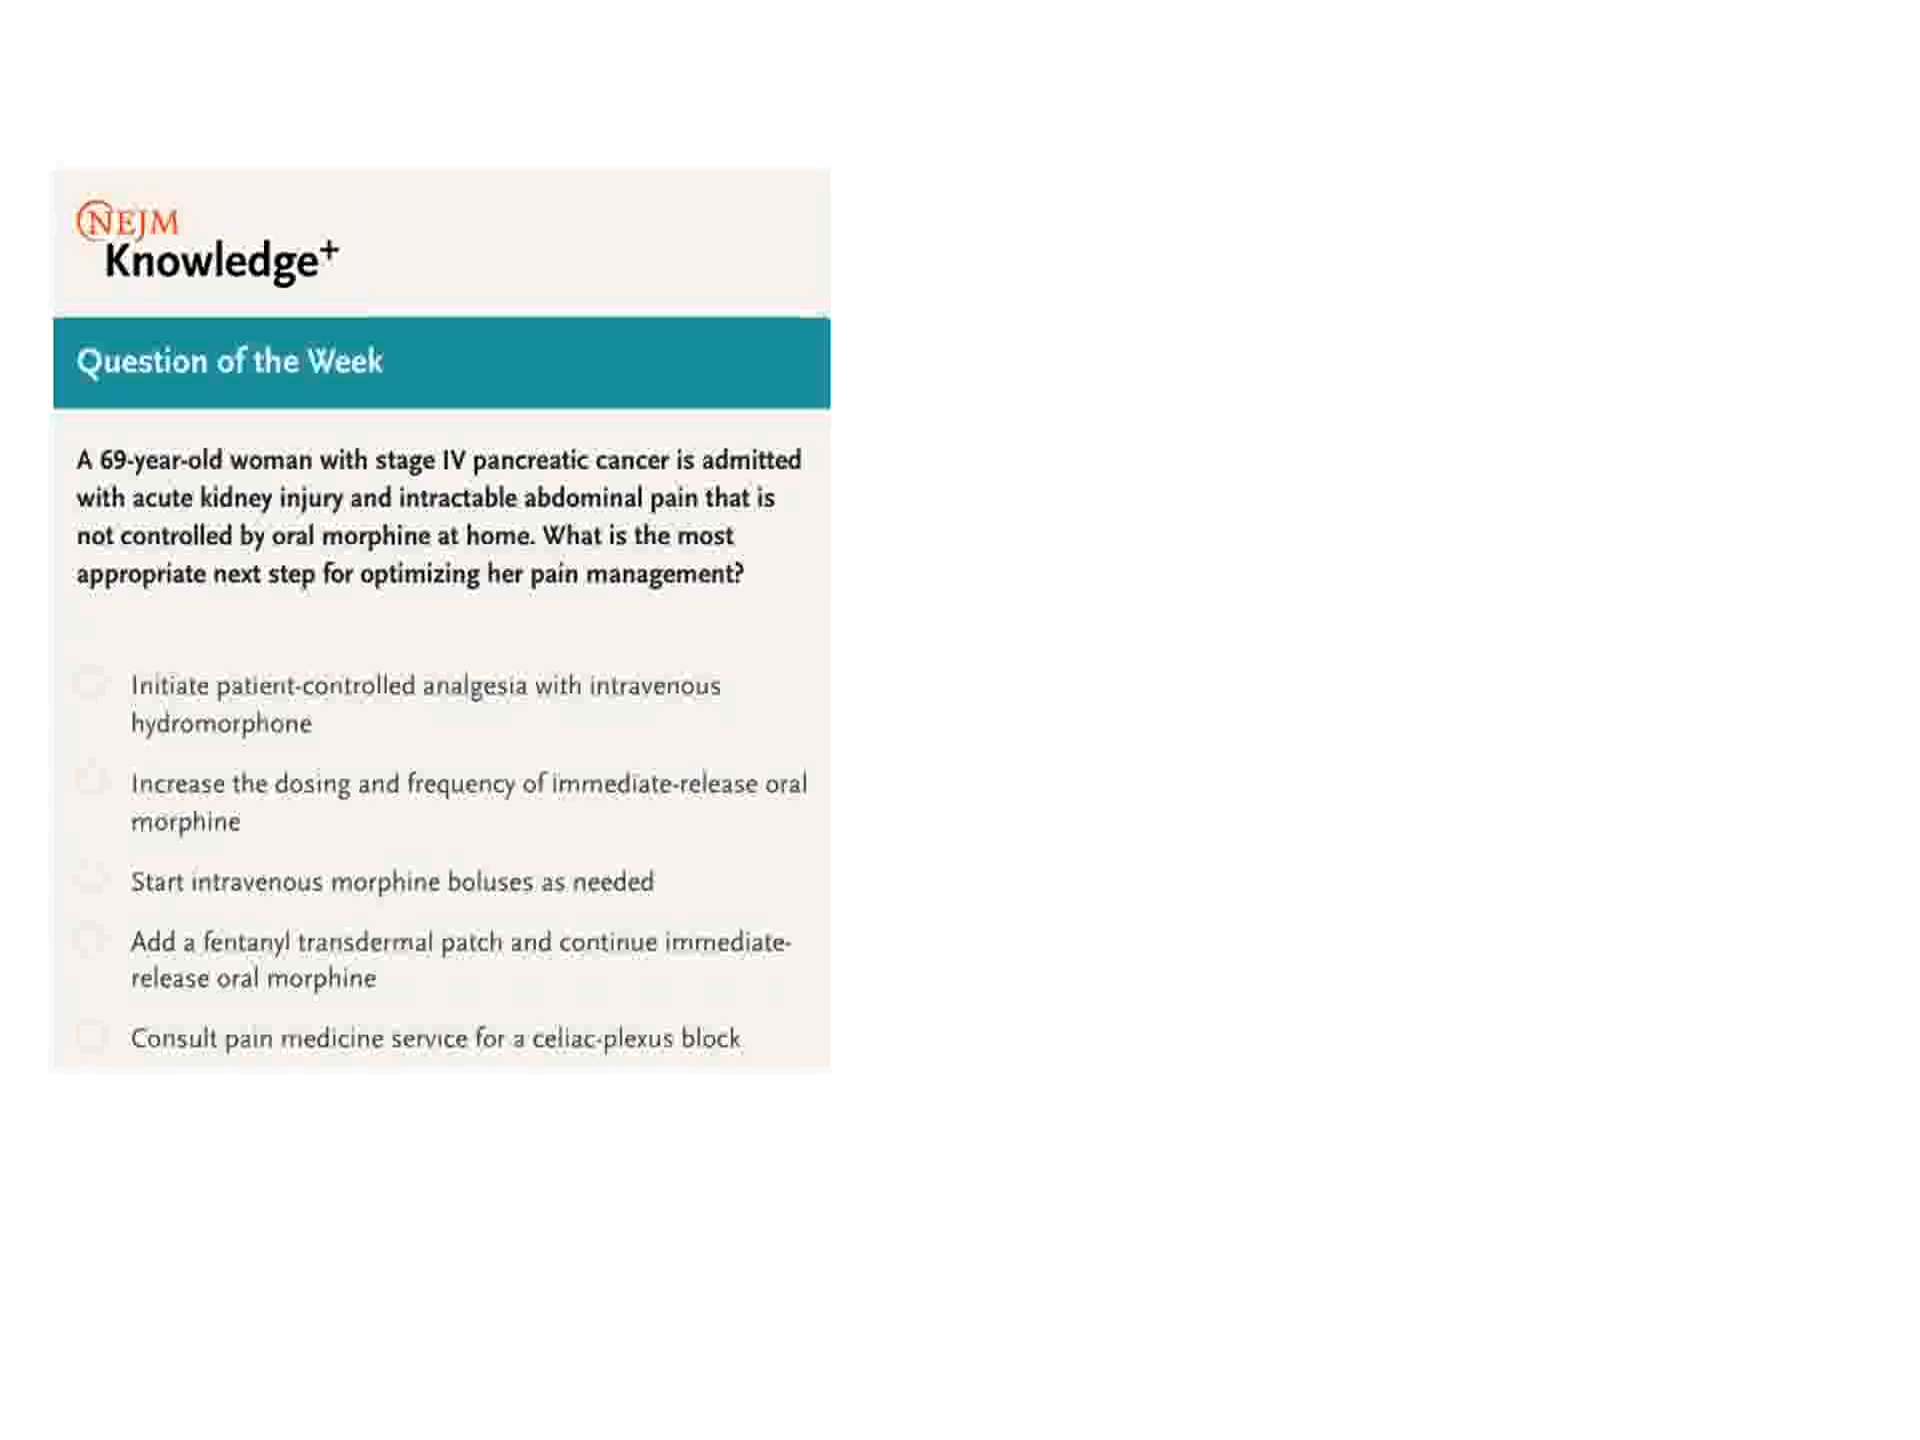 NEJM
Knowledge+
Question of the Week
A 69-year-old woman with stage IV pancreatic cancer is admitted
with acute kidney injury and intractable abdominal pain that is
not controlled by oral morphine at home. What is the most
appropriate next step for optimizing her pain management?
Initiate patient-controlled analgesia with intravenous
hydromorphone
Increase the dosing and frequency of immediate-release oral
morphine
Start intravenous morphine boluses as needed
Add a fentanyl transdermal patch and continue immediate-
release oral morphine
Consult pain medicine service for a celiac-plexus block